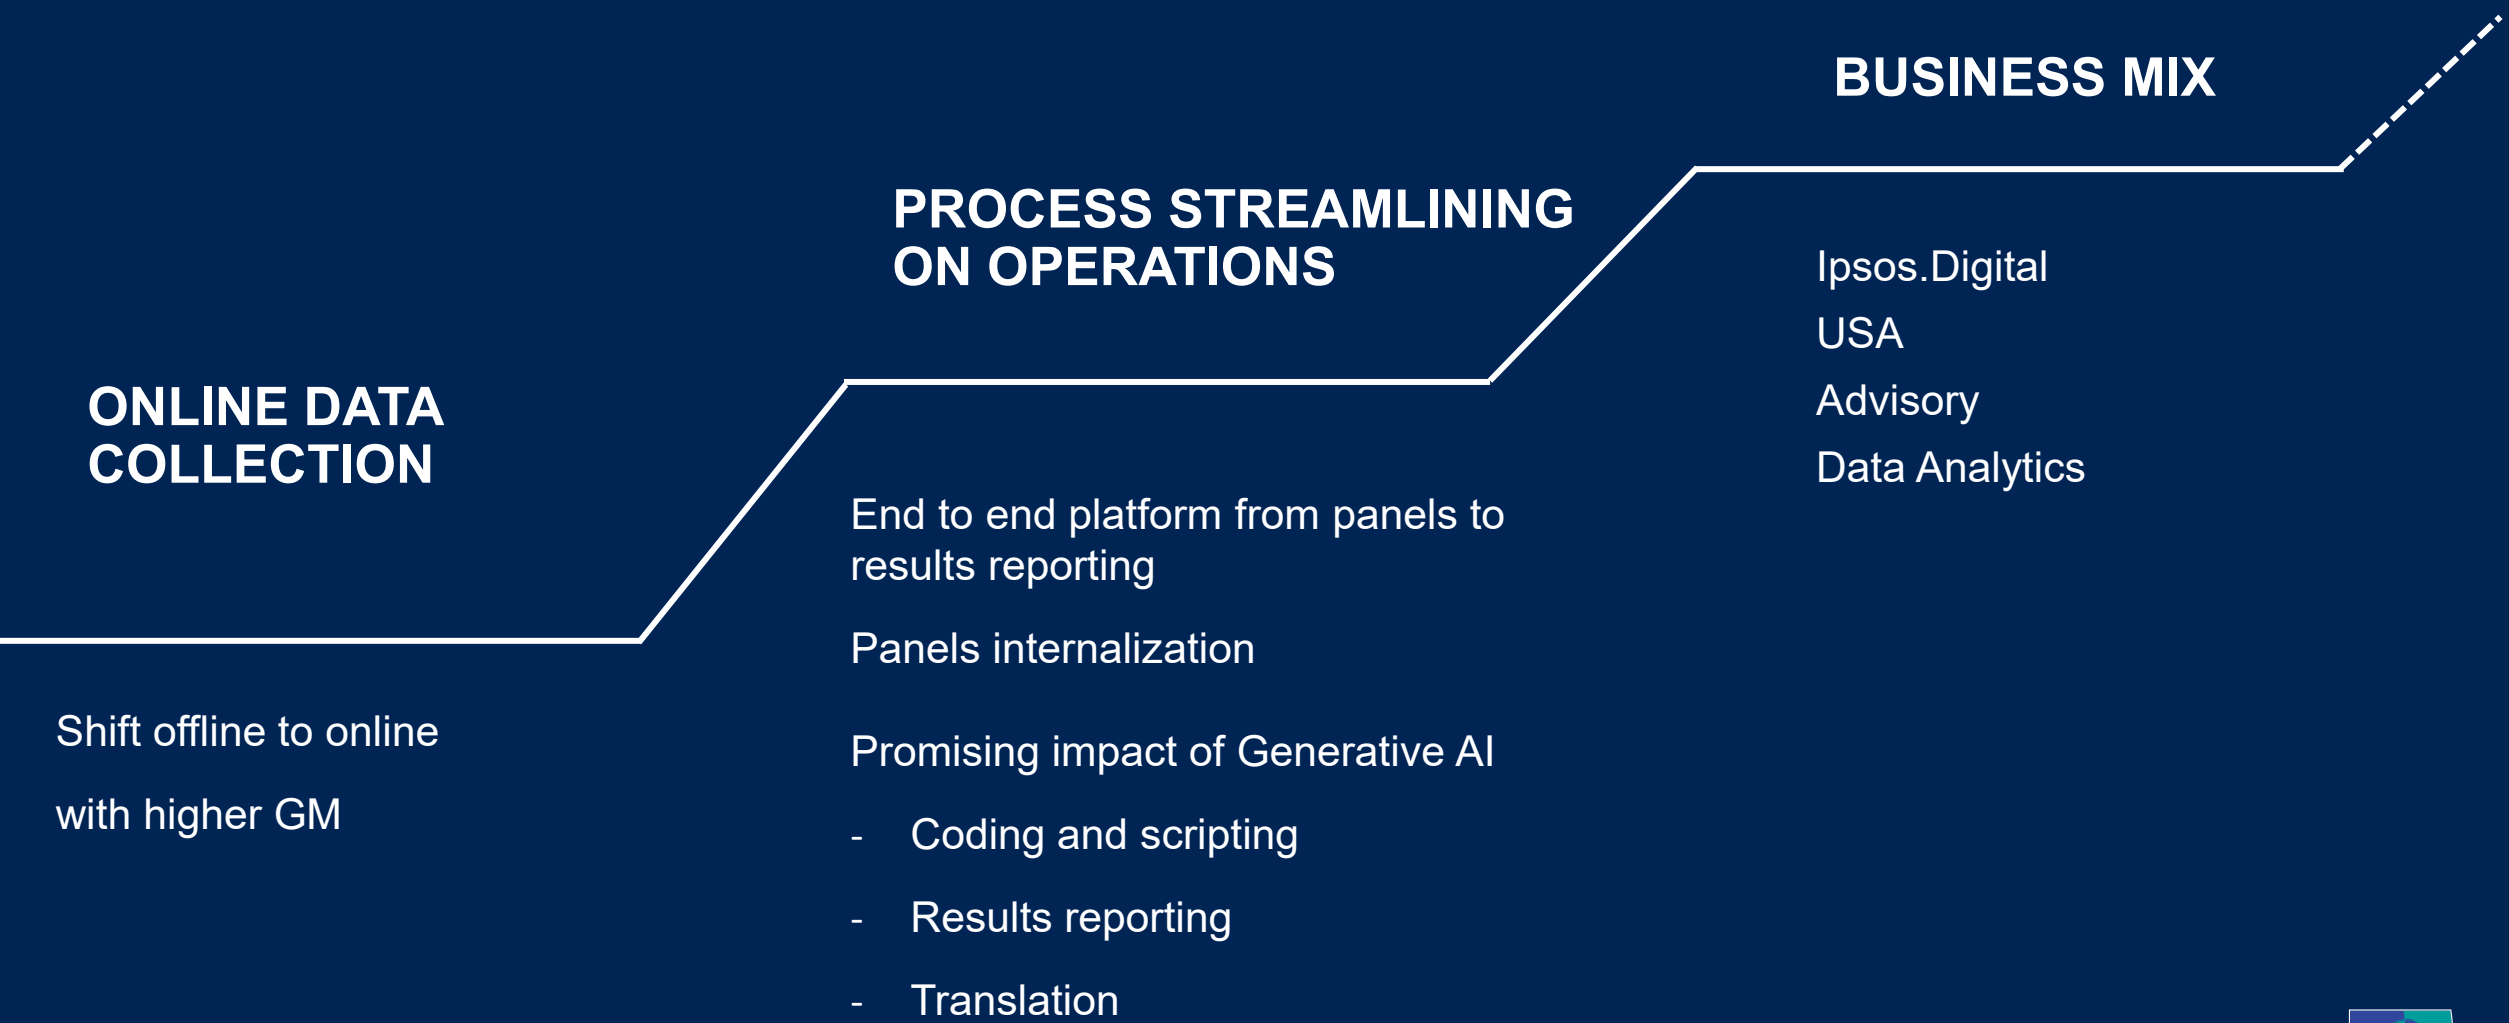 ONLINE DATA
COLLECTION
Shift offline to online
with higher GM
PROCESS STREAMLINING
ON OPERATIONS
End to end platform from panels to
results reporting
Panels internalization
Promising impact of Generative AI
- Coding and scripting
- Results reporting
- Translation
BUSINESS MIX
Ipsos.Digital
USA
Advisory
Data Analytics